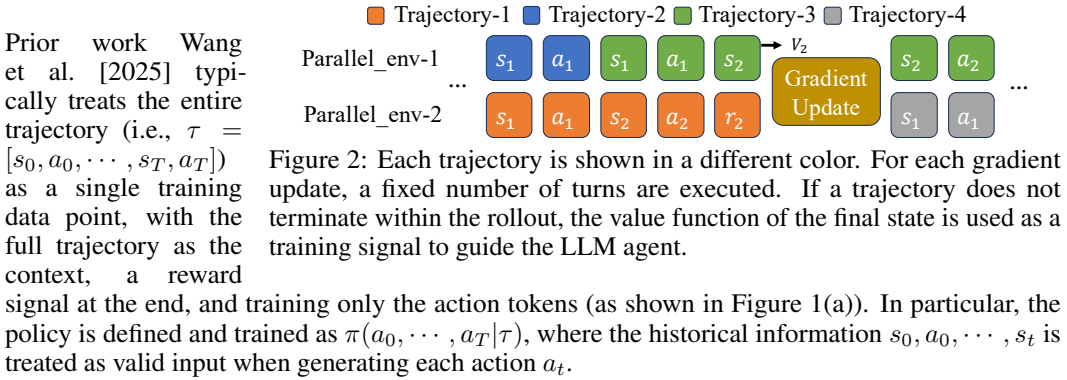 Trajectory-1 Trajectory-2 Trajectory-3 Trajectory-4
Parallel_env-1 s₁ a₁ s₁ a₁ s₂ V₂ s₂ a₂
... Gradient Update ...
Parallel_env-2 s₁ a₁ s₂ a₂ r₂ s₁ a₁
Figure 2: Each trajectory is shown in a different color. For each gradient
update, a fixed number of turns are executed. If a trajectory does not
terminate within the rollout, the value function of the final state is used as a
training signal to guide the LLM agent.
Prior work Wang
et al. [2025] typi-
cally treats the entire
trajectory (i.e., τ =
[s₀, a₀, ⋯ , s_T, a_T])
as a single training
data point, with the
full trajectory as the
context, a reward
signal at the end, and training only the action tokens (as shown in Figure 1(a)). In particular, the
policy is defined and trained as π(a₀, ⋯ , a_T|τ), where the historical information s₀, a₀, ⋯ , s_t is
treated as valid input when generating each action a_t.